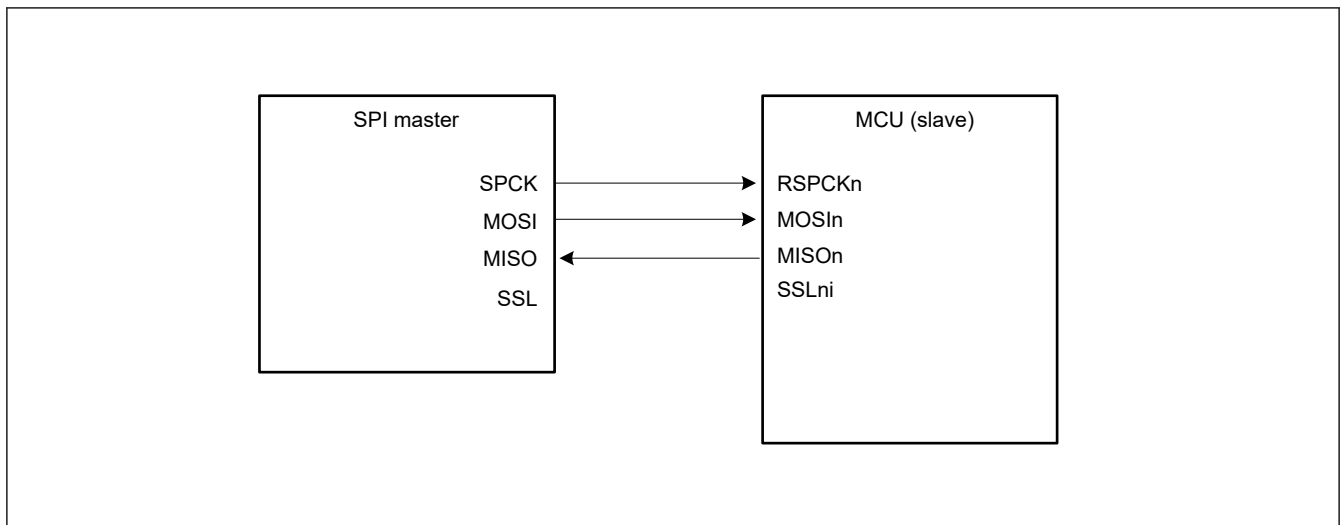 SPI master
SPCK
MOSI
MISO
SSL
MCU (slave)
RSPCKn
MOSIn
MISOn
SSLni